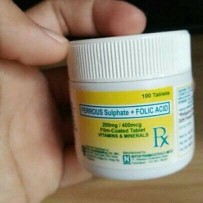 100 Tablets
FERROUS Sulphate + FOLIC ACID
200mg / 400mcg
Film-Coated Tablet
VITAMINS & MINERALS
Rx